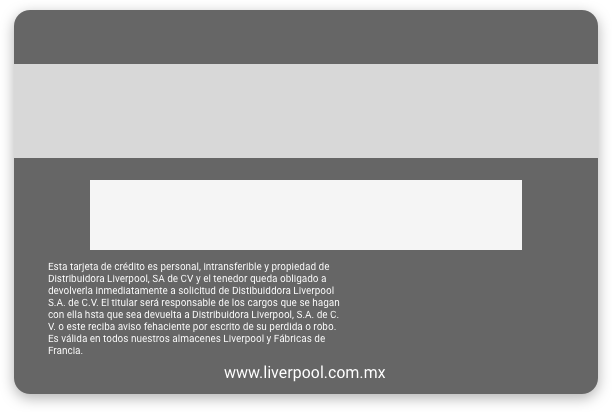 Esta tarjeta de crédito es personal, intransferible y propiedad de
Distribuidora Liverpool, SA de CV y el tenedor queda obligado a
devolverla inmediatamente a solicitud de Distibuiddora Liverpool
S.A. de C.V. El titular será responsable de los cargos que se hagan
con ella hsta que sea devuelta a Distribuidora Liverpool, S.A. de C.
V. o este reciba aviso fehaciente por escrito de su perdida o robo.
Es válida en todos nuestros almacenes Liverpool y Fábricas de
Francia.
www.liverpool.com.mx